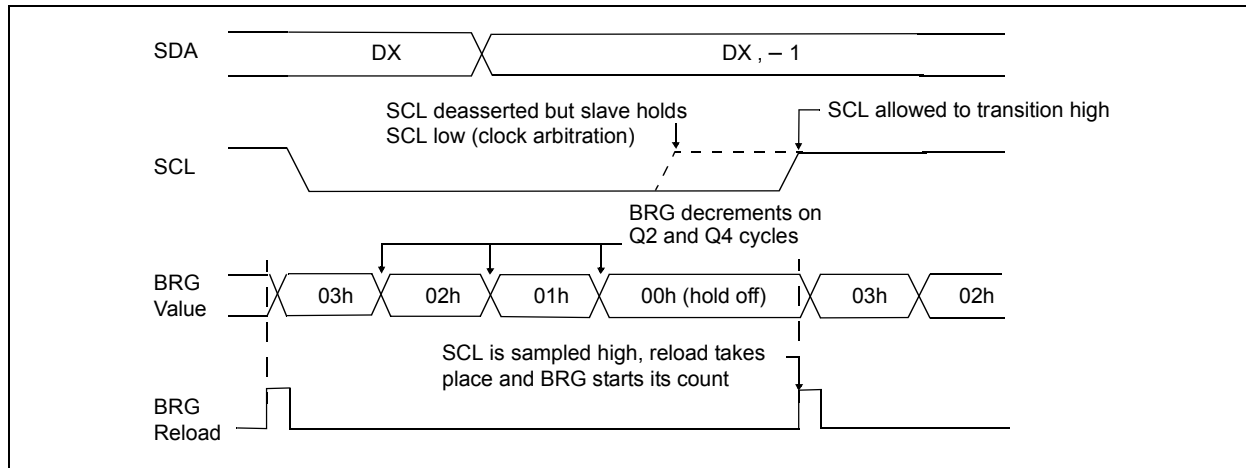 SDA
DX
DX , – 1
SCL deasserted but slave holds
SCL low (clock arbitration)
SCL allowed to transition high
SCL
BRG decrements on
Q2 and Q4 cycles
BRG
Value
03h
02h
01h
00h (hold off)
03h
02h
SCL is sampled high, reload takes
place and BRG starts its count
BRG
Reload